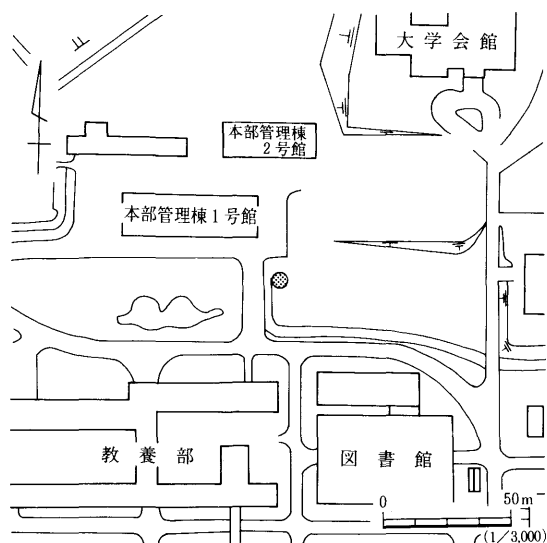 大学会館
本部管理棟
2号館
本部管理棟1号館
教養部
図書館
0 50m
(1/3,000)